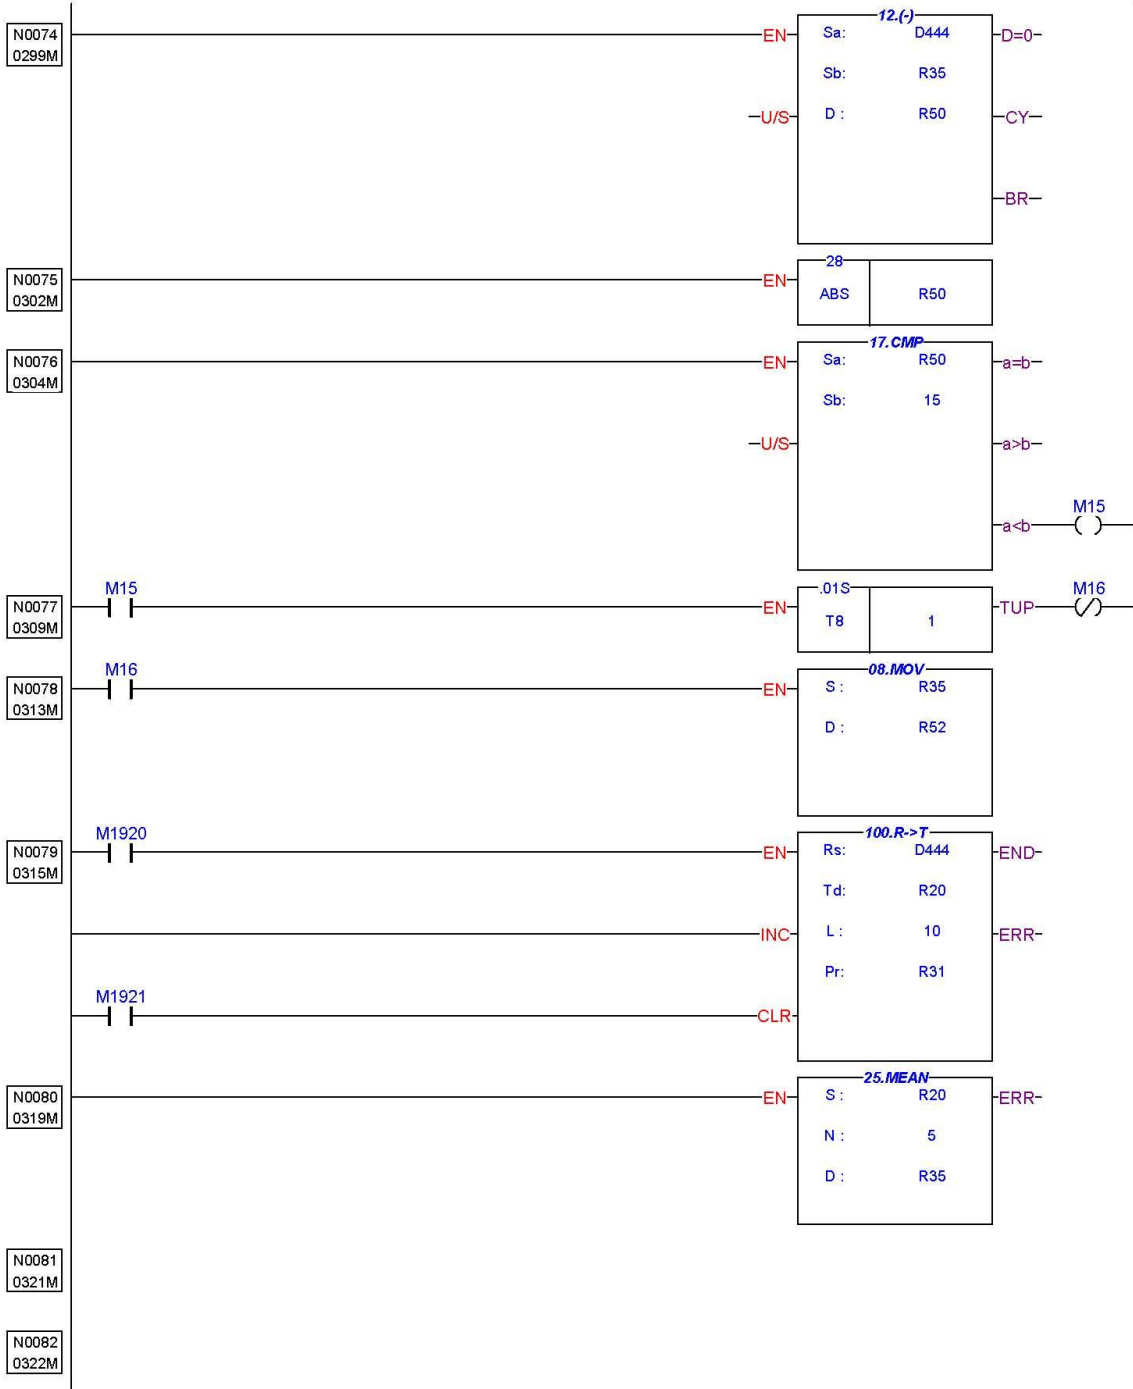 12.(-)
N0074 EN Sa: D444 D=0
0299M
Sb: R35
U/S D : R50 CY
BR
28
N0075 EN ABS R50
0302M
17.CMP
N0076 EN Sa: R50 a=b
0304M
Sb: 15
U/S a>b
M15
a<b
M15 .01S M16
N0077 EN T8 1 TUP
0309M
M16 08.MOV
N0078 EN S : R35
0313M
D : R52
M1920 100.R->T
N0079 EN Rs: D444 END
0315M
Td: R20
INC L : 10 ERR
Pr: R31
M1921
CLR
25.MEAN
N0080 EN S : R20 ERR
0319M
N : 5
D : R35
N0081
0321M
N0082
0322M